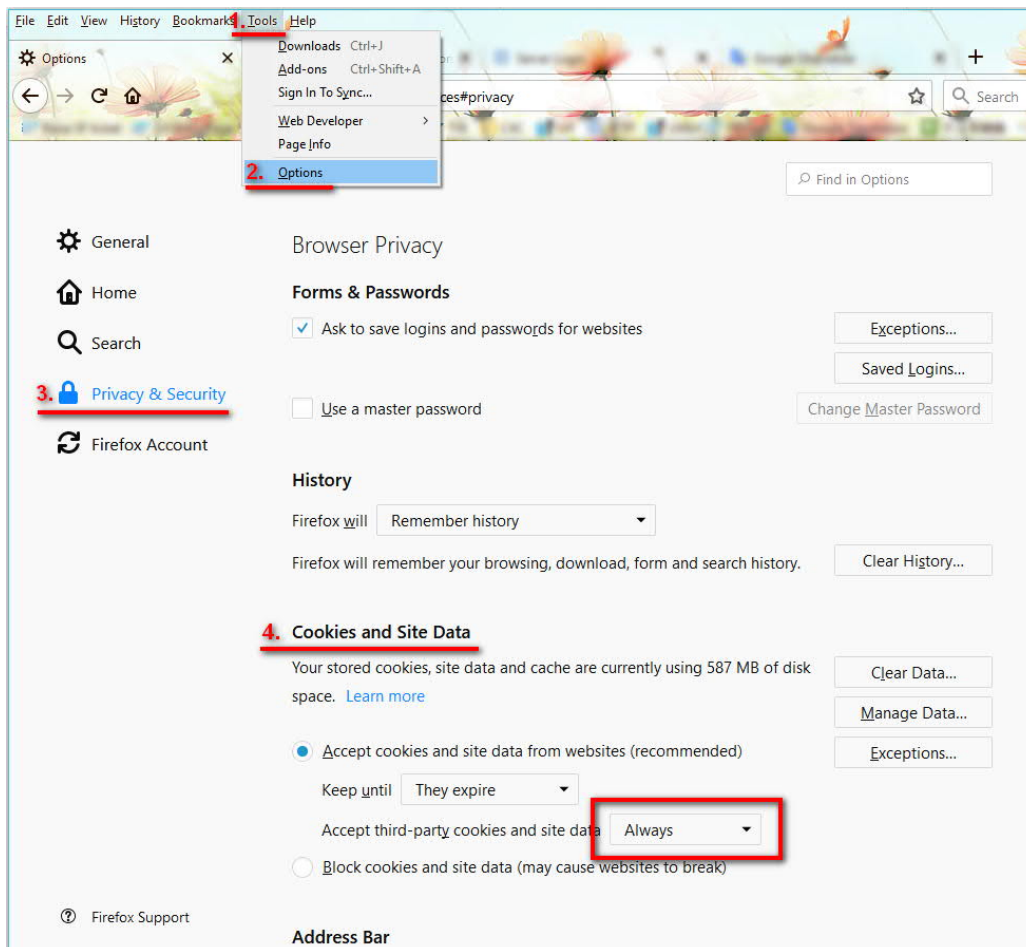 File Edit View History Bookmarks 1. Tools Help
Options
Downloads Ctrl+J
Add-ons Ctrl+Shift+A
Sign In To Sync...
Web Developer
Page Info
2. Options
ces#privacy
Search
Find in Options
General
Home
Search
3. Privacy & Security
Firefox Account
Browser Privacy
Forms & Passwords
Ask to save logins and passwords for websites
Exceptions...
Saved Logins...
Use a master password
Change Master Password
History
Firefox will Remember history
Firefox will remember your browsing, download, form and search history.
Clear History...
4. Cookies and Site Data
Your stored cookies, site data and cache are currently using 587 MB of disk
space. Learn more
Clear Data...
Manage Data...
Accept cookies and site data from websites (recommended)
Exceptions...
Keep until They expire
Accept third-party cookies and site data Always
Block cookies and site data (may cause websites to break)
Firefox Support
Address Bar